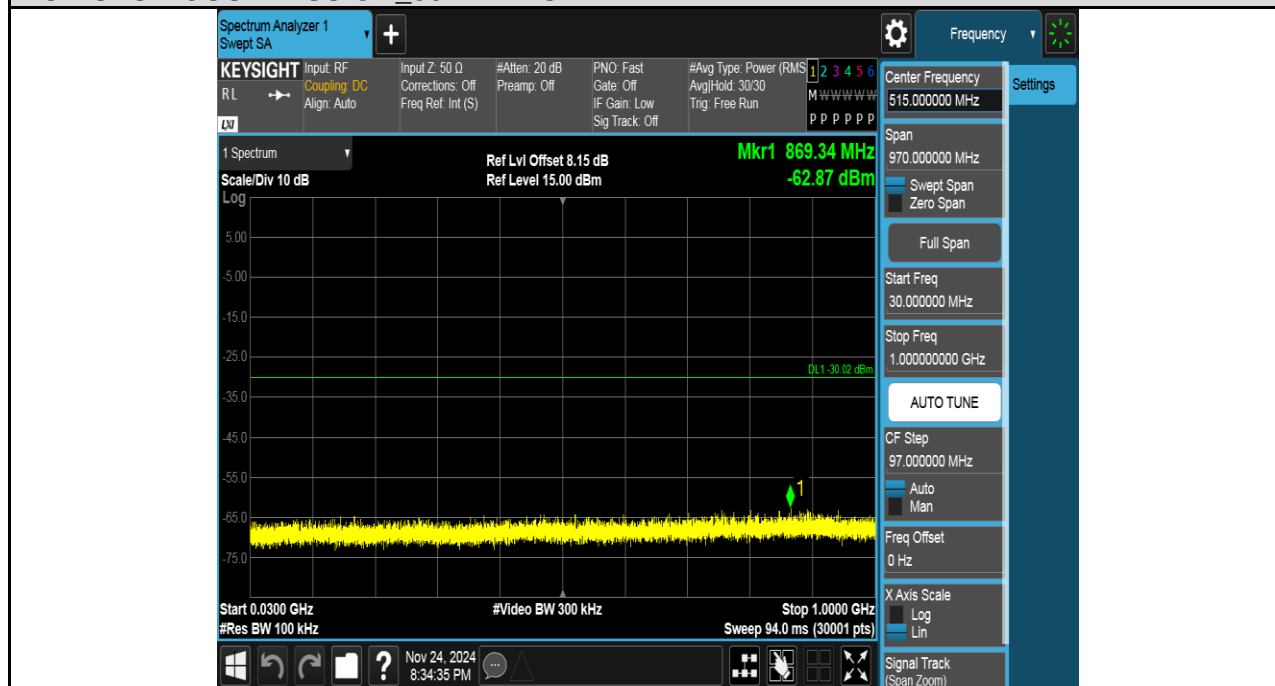 Spectrum Analyzer 1
Swept SA
Frequency
KEYSIGHT
RL
LXI
Input: RF
Coupling: DC
Align: Auto
Input Z: 50 Ω
Corrections: Off
Freq Ref: Int (S)
#Atten: 20 dB
Preamp: Off
PNO: Fast
Gate: Off
IF Gain: Low
Sig Track: Off
#Avg Type: Power (RMS
Avg|Hold: 30/30
Trig: Free Run
1 2 3 4 5 6
M W W W W W
P P P P P P
1 Spectrum
Scale/Div 10 dB
Log
Ref Lvl Offset 8.15 dB
Ref Level 15.00 dBm
Mkr1 869.34 MHz
-62.87 dBm
5.00
-5.00
-15.0
-25.0
DL1 -30.02 dBm
-35.0
-45.0
-55.0
1
-65.0
-75.0
Start 0.0300 GHz
#Res BW 100 kHz
#Video BW 300 kHz
Stop 1.0000 GHz
Sweep 94.0 ms (30001 pts)
Nov 24, 2024
8:34:35 PM
Center Frequency
515.000000 MHz
Settings
Span
970.000000 MHz
Swept Span
Zero Span
Full Span
Start Freq
30.000000 MHz
Stop Freq
1.000000000 GHz
AUTO TUNE
CF Step
97.000000 MHz
Auto
Man
Freq Offset
0 Hz
X Axis Scale
Log
Lin
Signal Track
(Span Zoom)